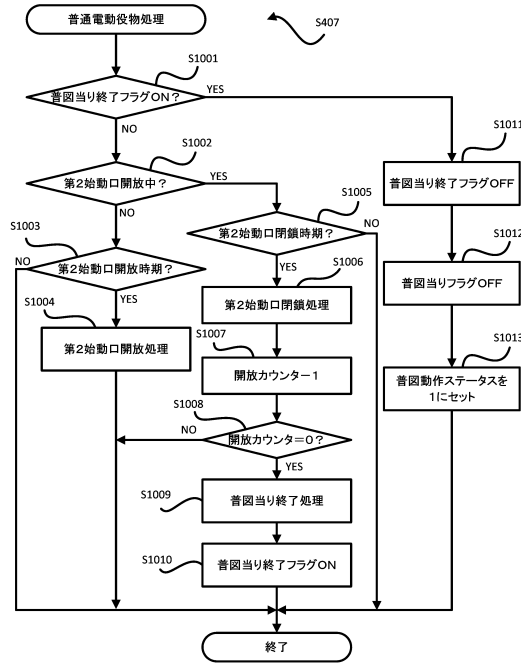 普通電動役物処理
S407
S1001
普図当り終了フラグON？
YES
NO
S1002
第2始動口開放中？
YES
NO
S1003
第2始動口開放時期？
NO
YES
S1004
第2始動口開放処理
S1005
第2始動口閉鎖時期？
NO
YES
S1006
第2始動口閉鎖処理
S1007
開放カウンター1
S1008
開放カウンタ=0？
NO
YES
S1009
普図当り終了処理
S1010
普図当り終了フラグON
S1011
普図当り終了フラグOFF
S1012
普図当りフラグOFF
S1013
普図動作ステータスを
1にセット
終了